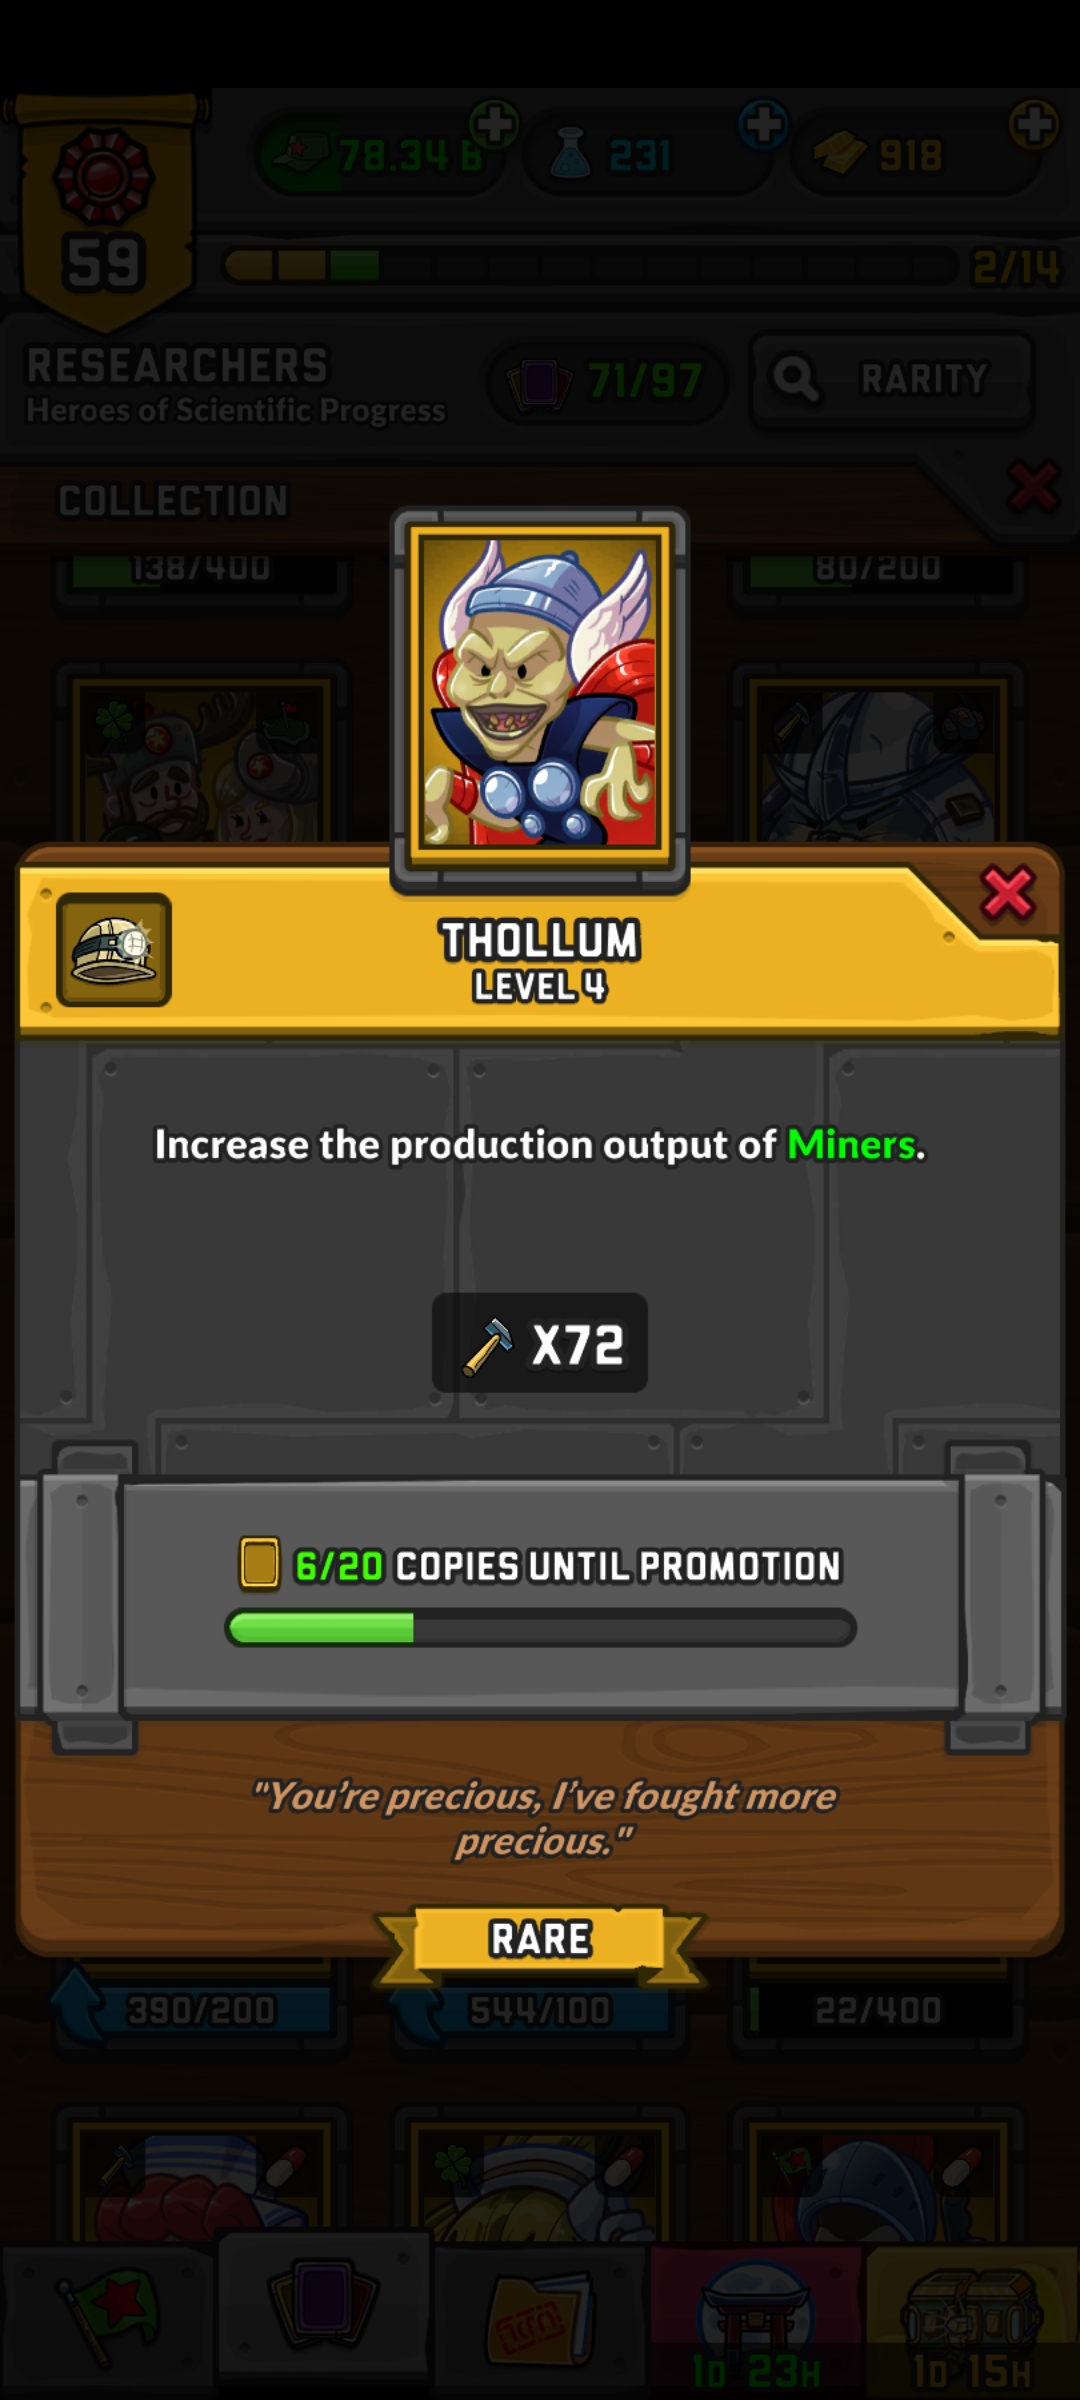 78.34 B
231
918
59
2/14
RESEARCHERS
Heroes of Scientific Progress
71/97
RARITY
COLLECTION
138/400
80/200
THOLLUM
LEVEL 4
Increase the production output of Miners.
X72
6/20 COPIES UNTIL PROMOTION
"You're precious, I've fought more
precious."
RARE
390/200
544/100
22/400
1D 23H
1D 15H